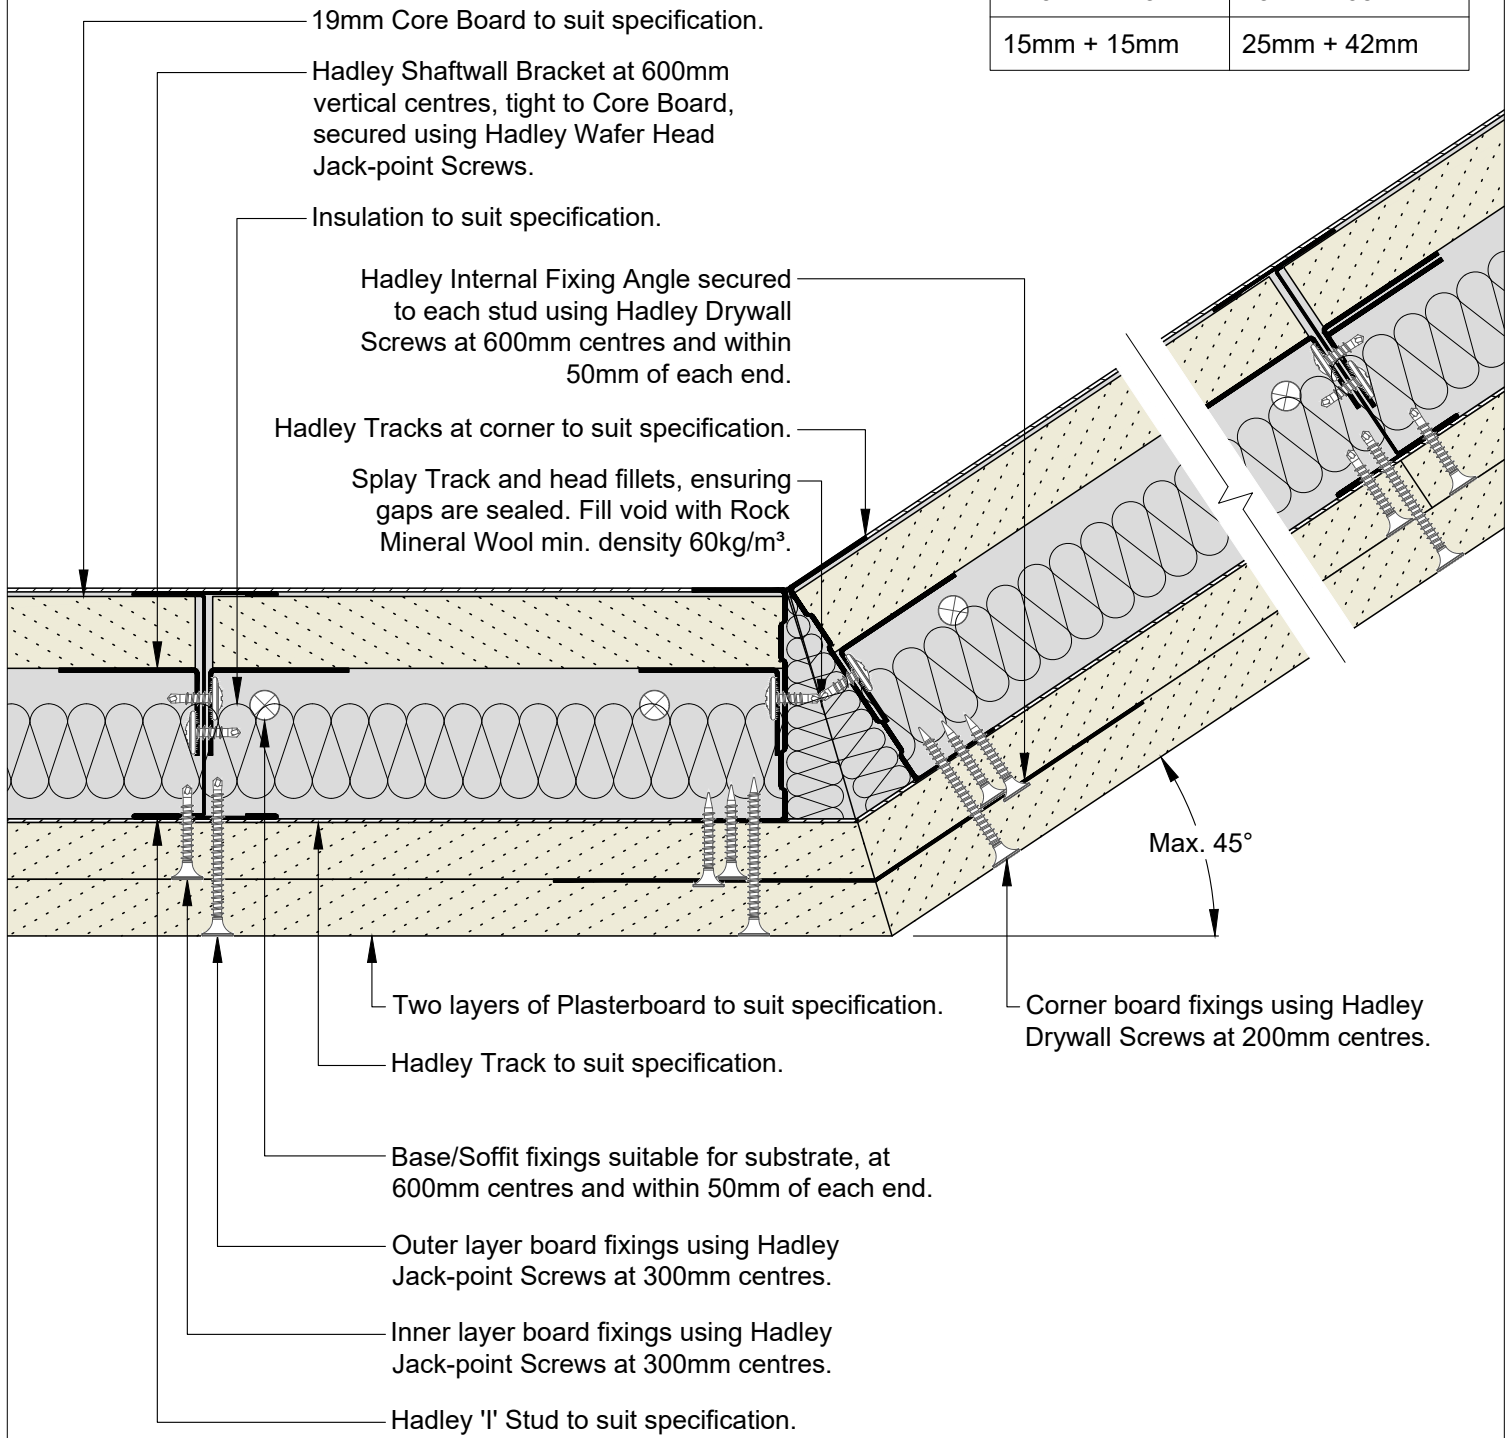 19mm Core Board to suit specification.
15mm + 15mm
25mm + 42mm
Hadley Shaftwall Bracket at 600mm
vertical centres, tight to Core Board,
secured using Hadley Wafer Head
Jack-point Screws.
Insulation to suit specification.
Hadley Internal Fixing Angle secured
to each stud using Hadley Drywall
Screws at 600mm centres and within
50mm of each end.
Hadley Tracks at corner to suit specification.
Splay Track and head fillets, ensuring
gaps are sealed. Fill void with Rock
Mineral Wool min. density 60kg/m³.
Max. 45°
Two layers of Plasterboard to suit specification.
Corner board fixings using Hadley
Drywall Screws at 200mm centres.
Hadley Track to suit specification.
Base/Soffit fixings suitable for substrate, at
600mm centres and within 50mm of each end.
Outer layer board fixings using Hadley
Jack-point Screws at 300mm centres.
Inner layer board fixings using Hadley
Jack-point Screws at 300mm centres.
Hadley 'I' Stud to suit specification.